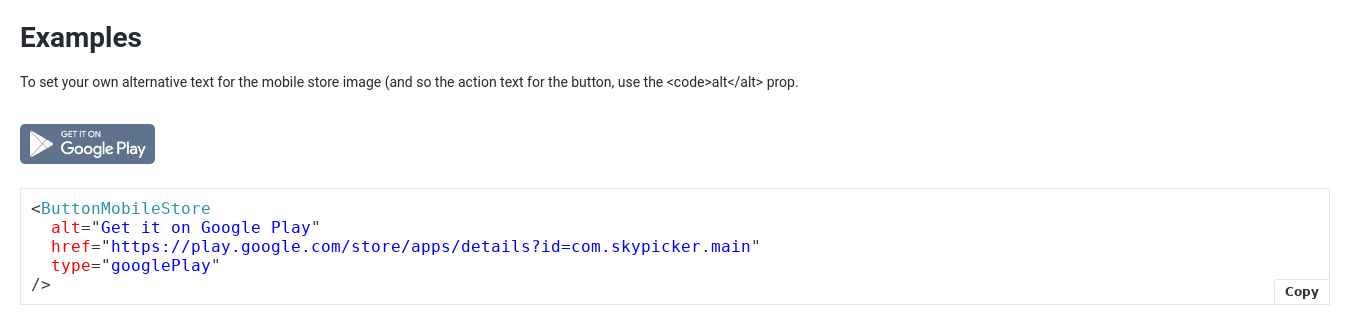 Examples
To set your own alternative text for the mobile store image (and so the action text for the button, use the <code>alt</alt> prop.
GET IT ON
Google Play
<ButtonMobileStore
  alt="Get it on Google Play"
  href="https://play.google.com/store/apps/details?id=com.skypicker.main"
  type="googlePlay"
/>
Copy